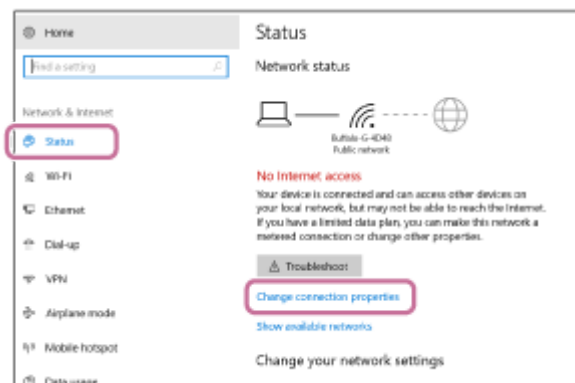 Home
Find a setting
Network & Internet
Status
Wi-Fi
Ethernet
Dial-up
VPN
Airplane mode
Mobile hotspot
Data usage
Status
Network status
Buffalo-G-4D40
Public network
No Internet access
Your device is connected and can access other devices on
your local network, but may not be able to reach the Internet.
If you have a limited data plan, you can make this network a
metered connection or change other properties.
Troubleshoot
Change connection properties
Show available networks
Change your network settings